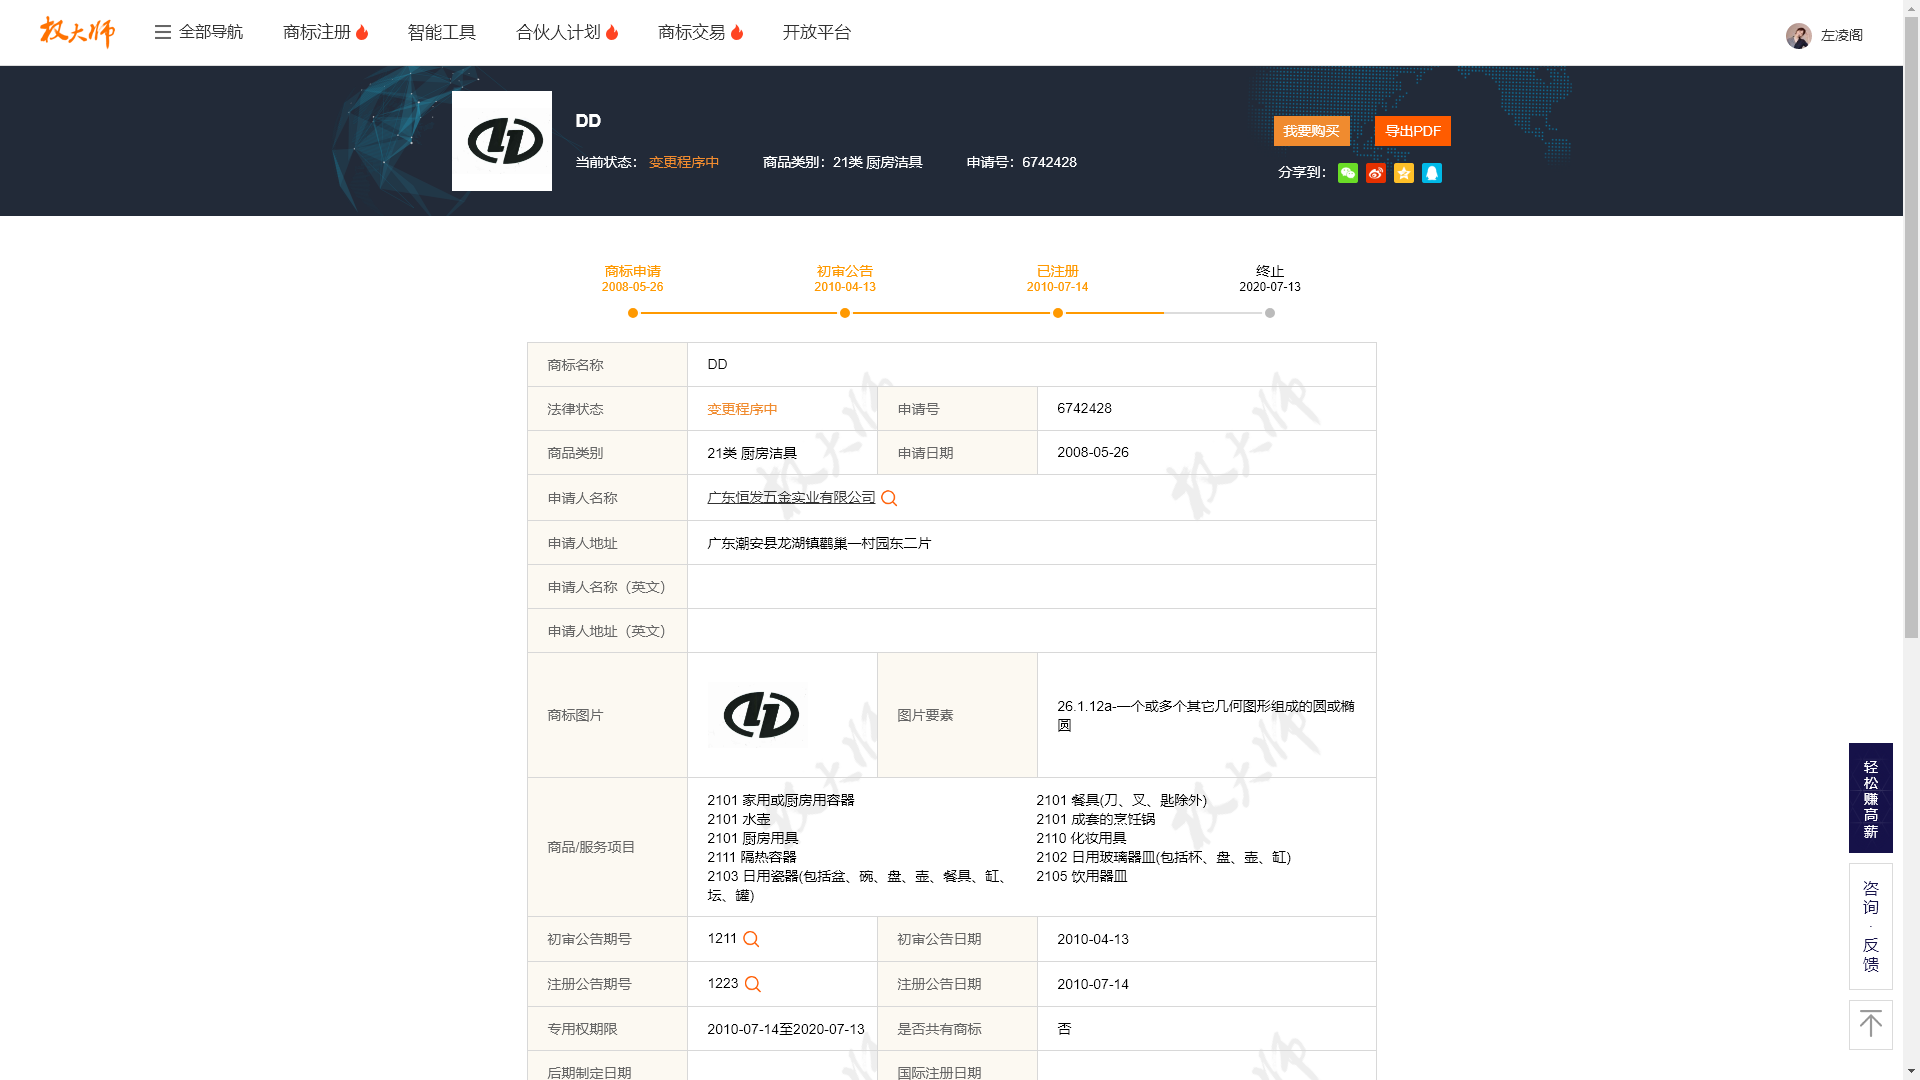 权大师
全部导航
商标注册
智能工具
合伙人计划
商标交易
开放平台
左凌阁
DD
当前状态： 变更程序中
商品类别：21类 厨房洁具
申请号：6742428
我要购买
导出PDF
分享到：
商标申请
2008-05-26
初审公告
2010-04-13
已注册
2010-07-14
终止
2020-07-13
商标名称 DD
法律状态 变更程序中 申请号 6742428
商品类别 21类 厨房洁具 申请日期 2008-05-26
申请人名称 广东恒发五金实业有限公司
申请人地址 广东潮安县龙湖镇鹳巢一村园东二片
申请人名称（英文）
申请人地址（英文）
商标图片 图片要素 26.1.12a-一个或多个其它几何图形组成的圆或椭
圆
商品/服务项目
2101 家用或厨房用容器 2101 餐具(刀、叉、匙除外)
2101 水壶 2101 成套的烹饪锅
2101 厨房用具 2110 化妆用具
2111 隔热容器 2102 日用玻璃器皿(包括杯、盘、壶、缸)
2103 日用瓷器(包括盆、碗、盘、壶、餐具、缸、 2105 饮用器皿
坛、罐)
初审公告期号 1211 初审公告日期 2010-04-13
注册公告期号 1223 注册公告日期 2010-07-14
专用权期限 2010-07-14至2020-07-13 是否共有商标 否
后期制定日期 国际注册日期
轻松赚高薪
咨询·反馈